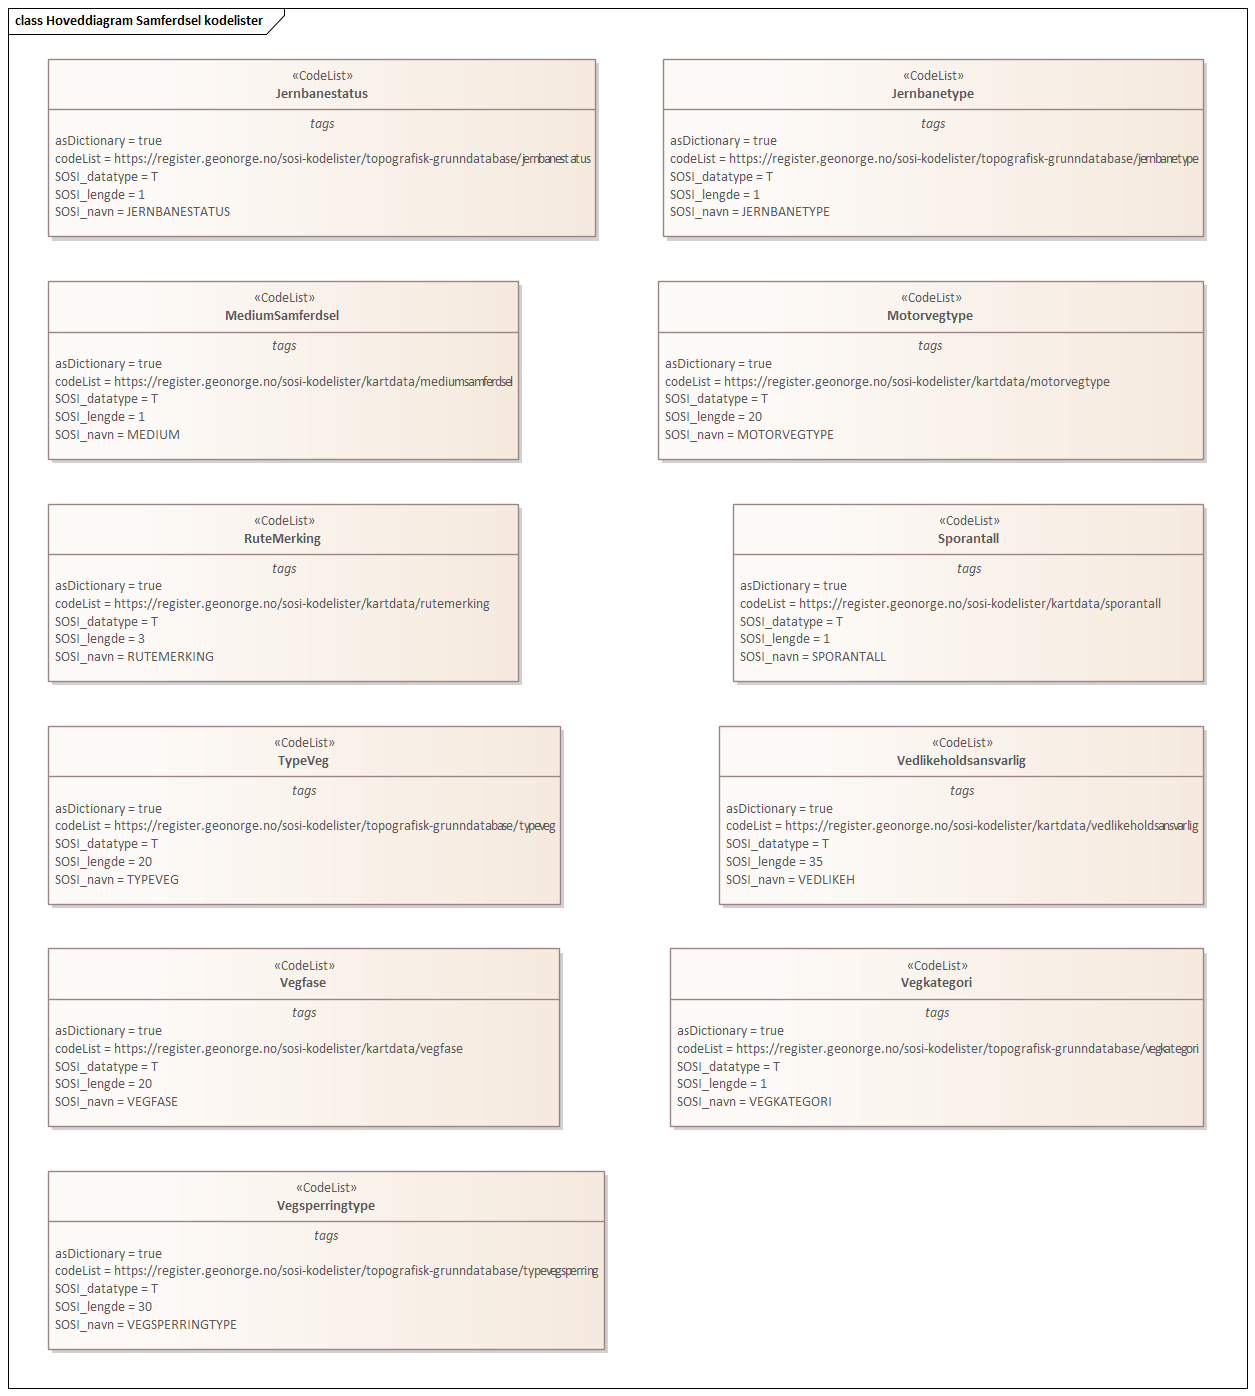 class Hoveddiagram Samferdsel kodelister
«CodeList»
Jernbanestatus
tags
asDictionary = true
codeList = https://register.geonorge.no/sosi-kodelister/topografisk-grunndatabase/jernbanestatus
SOSI_datatype = T
SOSI_lengde = 1
SOSI_navn = JERNBANESTATUS
«CodeList»
Jernbanetype
tags
asDictionary = true
codeList = https://register.geonorge.no/sosi-kodelister/topografisk-grunndatabase/jernbanetype
SOSI_datatype = T
SOSI_lengde = 1
SOSI_navn = JERNBANETYPE
«CodeList»
MediumSamferdsel
tags
asDictionary = true
codeList = https://register.geonorge.no/sosi-kodelister/kartdata/mediumsamferdsel
SOSI_datatype = T
SOSI_lengde = 1
SOSI_navn = MEDIUM
«CodeList»
Motorvegtype
tags
asDictionary = true
codeList = https://register.geonorge.no/sosi-kodelister/kartdata/motorvegtype
SOSI_datatype = T
SOSI_lengde = 20
SOSI_navn = MOTORVEGTYPE
«CodeList»
RuteMerking
tags
asDictionary = true
codeList = https://register.geonorge.no/sosi-kodelister/kartdata/rutemerking
SOSI_datatype = T
SOSI_lengde = 3
SOSI_navn = RUTEMERKING
«CodeList»
Sporantall
tags
asDictionary = true
codeList = https://register.geonorge.no/sosi-kodelister/kartdata/sporantall
SOSI_datatype = T
SOSI_lengde = 1
SOSI_navn = SPORANTALL
«CodeList»
TypeVeg
tags
asDictionary = true
codeList = https://register.geonorge.no/sosi-kodelister/topografisk-grunndatabase/typeveg
SOSI_datatype = T
SOSI_lengde = 20
SOSI_navn = TYPEVEG
«CodeList»
Vedlikeholdsansvarlig
tags
asDictionary = true
codeList = https://register.geonorge.no/sosi-kodelister/kartdata/vedlikeholdsansvarlig
SOSI_datatype = T
SOSI_lengde = 35
SOSI_navn = VEDLIKEH
«CodeList»
Vegfase
tags
asDictionary = true
codeList = https://register.geonorge.no/sosi-kodelister/kartdata/vegfase
SOSI_datatype = T
SOSI_lengde = 20
SOSI_navn = VEGFASE
«CodeList»
Vegkategori
tags
asDictionary = true
codeList = https://register.geonorge.no/sosi-kodelister/topografisk-grunndatabase/vegkategori
SOSI_datatype = T
SOSI_lengde = 1
SOSI_navn = VEGKATEGORI
«CodeList»
Vegsperringtype
tags
asDictionary = true
codeList = https://register.geonorge.no/sosi-kodelister/topografisk-grunndatabase/typevegsperring
SOSI_datatype = T
SOSI_lengde = 30
SOSI_navn = VEGSPERRINGTYPE